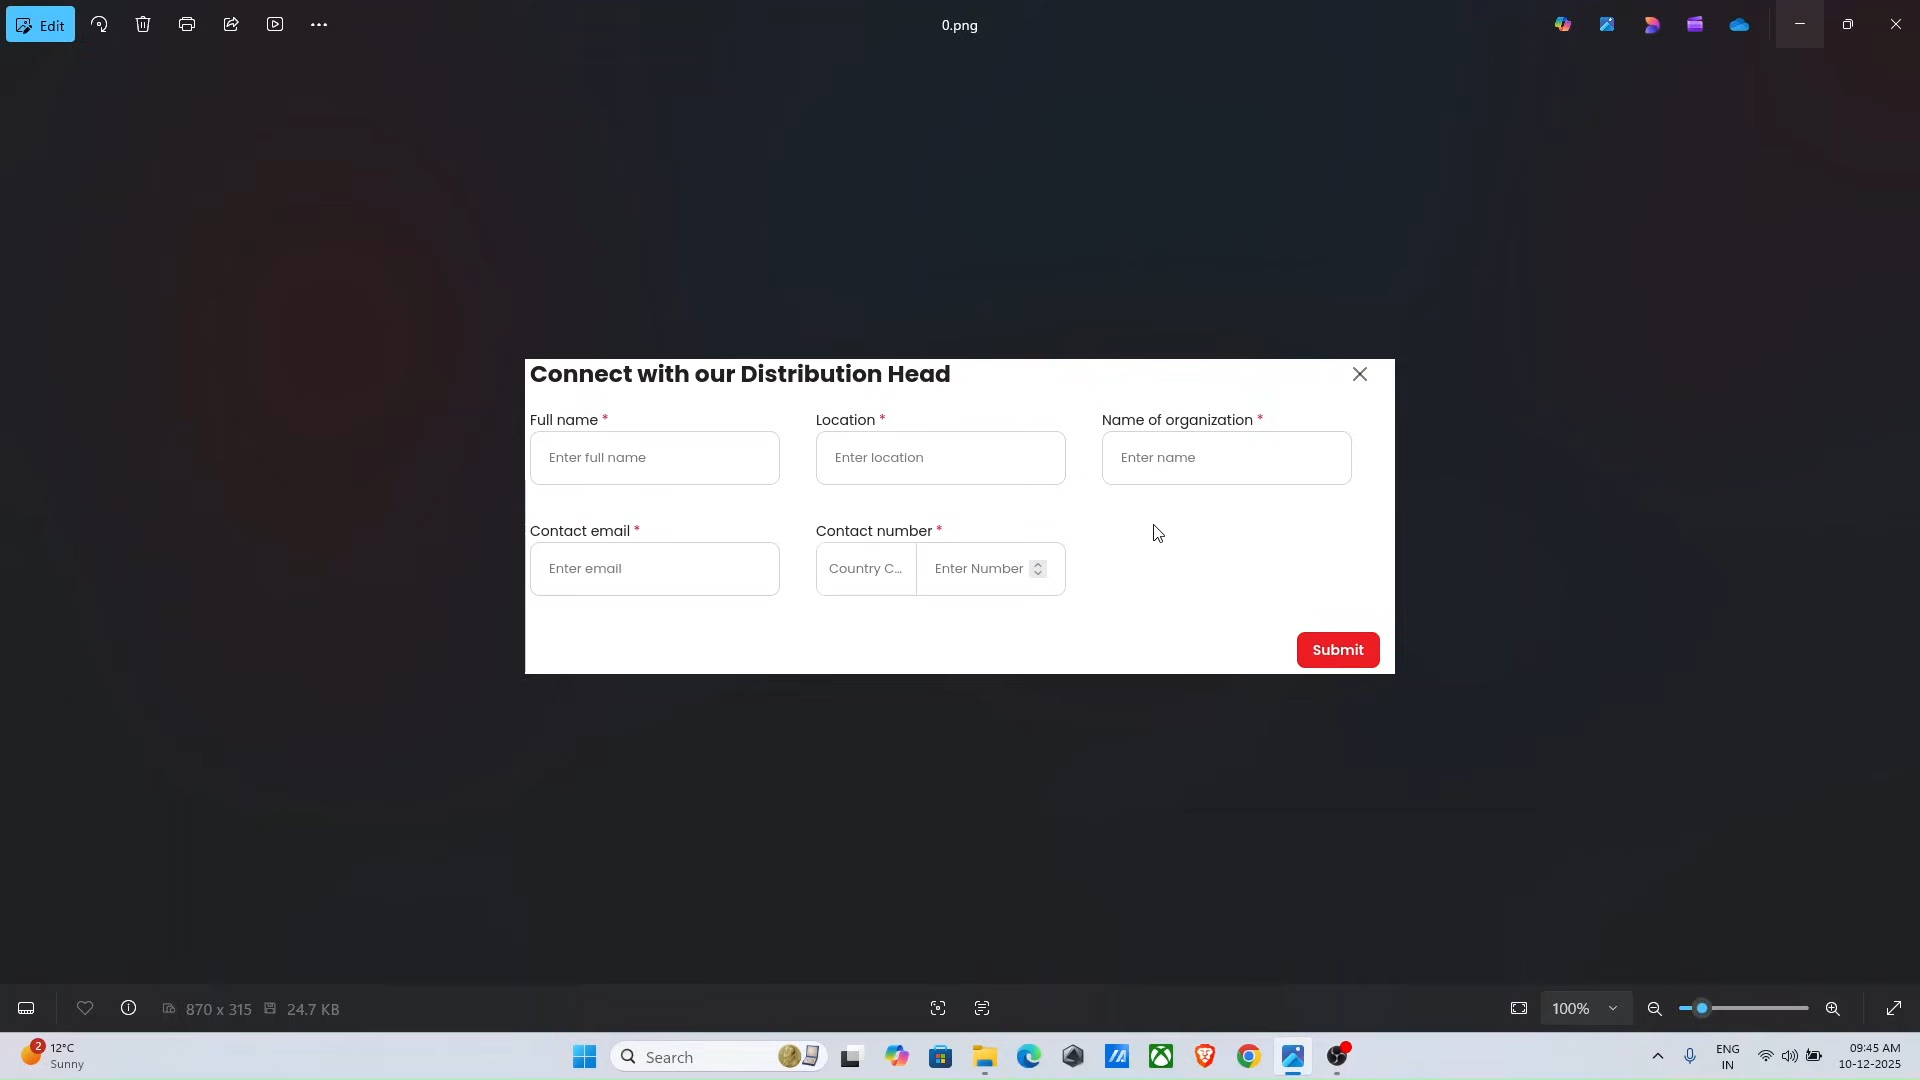 Edit
0.png
Connect with our Distribution Head
Full name *
Location *
Name of organization *
Enter full name
Enter location
Enter name
Contact email *
Contact number *
Enter email
Country C...
Enter Number
Submit
870 x 315
24.7 KB
100%
2
12°C
Sunny
Search
ENG
IN
09:45 AM
10-12-2025